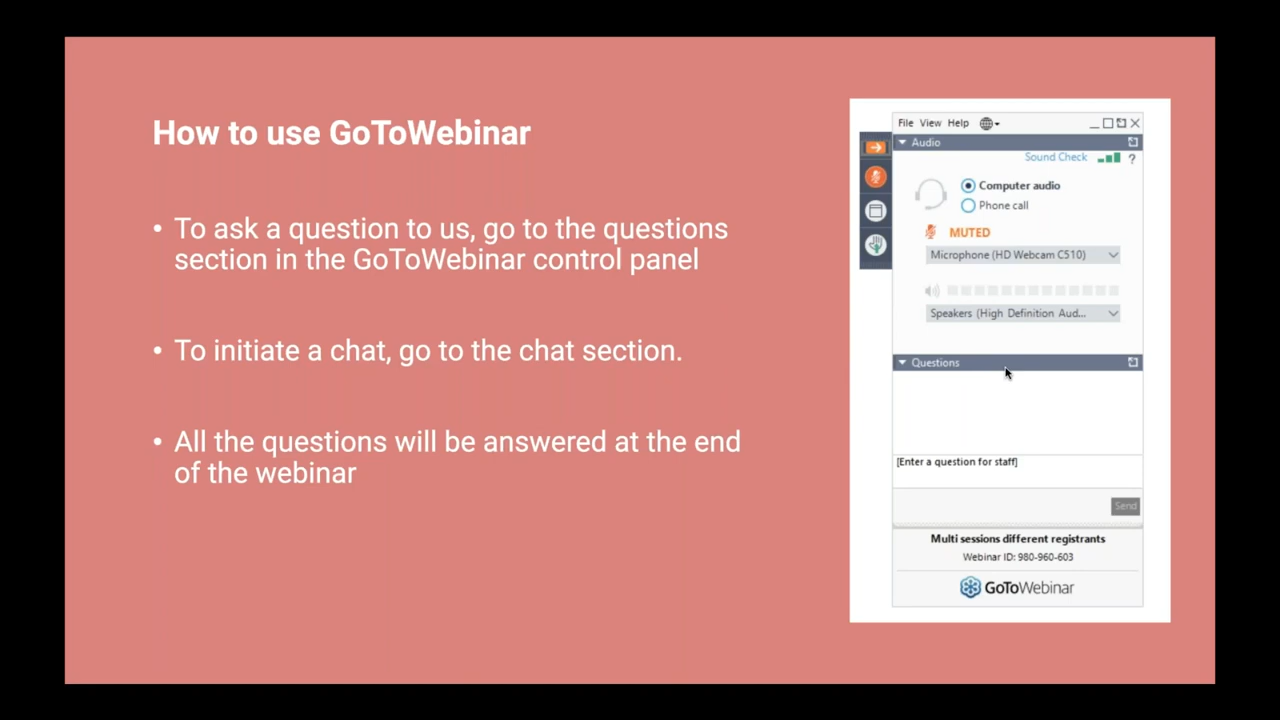 How to use GoToWebinar
• To ask a question to us, go to the questions
section in the GoToWebinar control panel
• To initiate a chat, go to the chat section.
• All the questions will be answered at the end
of the webinar
File View Help
Audio
Sound Check ?
Computer audio
Phone call
MUTED
Microphone (HD Webcam C510)
Speakers (High Definition Aud...
Questions
[Enter a question for staff]
Send
Multi sessions different registrants
Webinar ID: 980-960-603
GoToWebinar